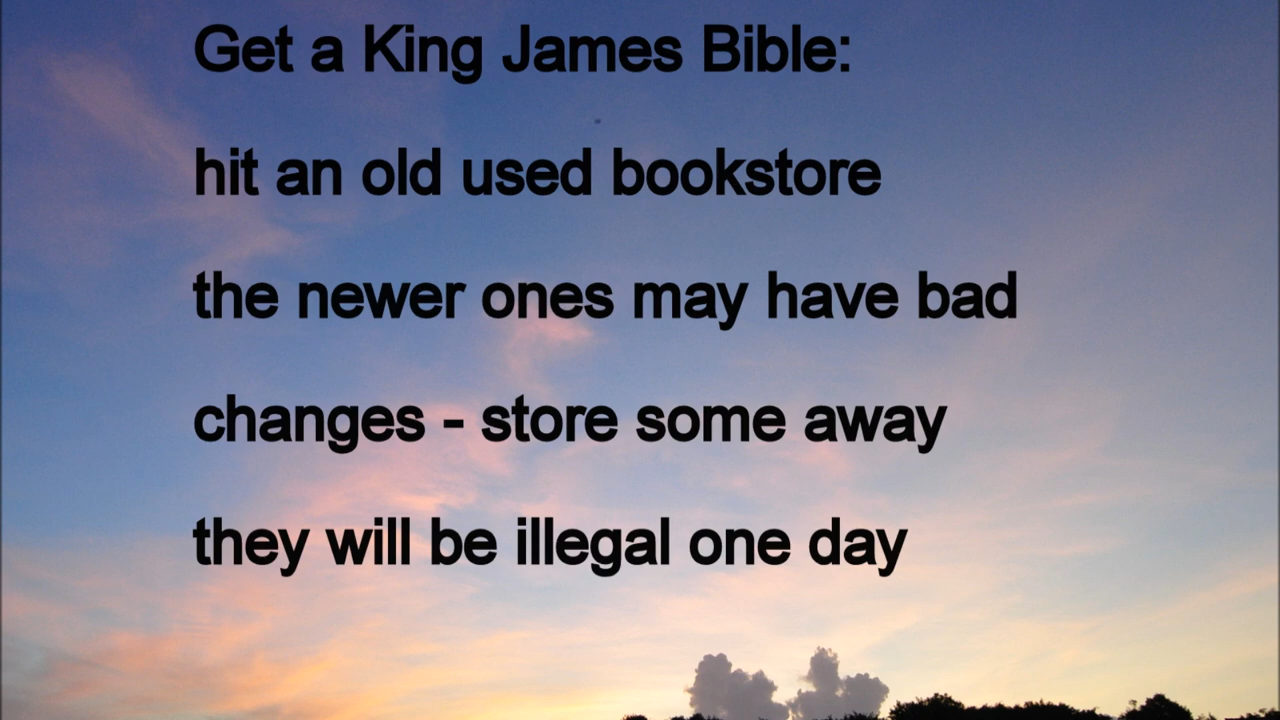 Get a King James Bible:
hit an old used bookstore
the newer ones may have bad
changes - store some away
they will be illegal one day